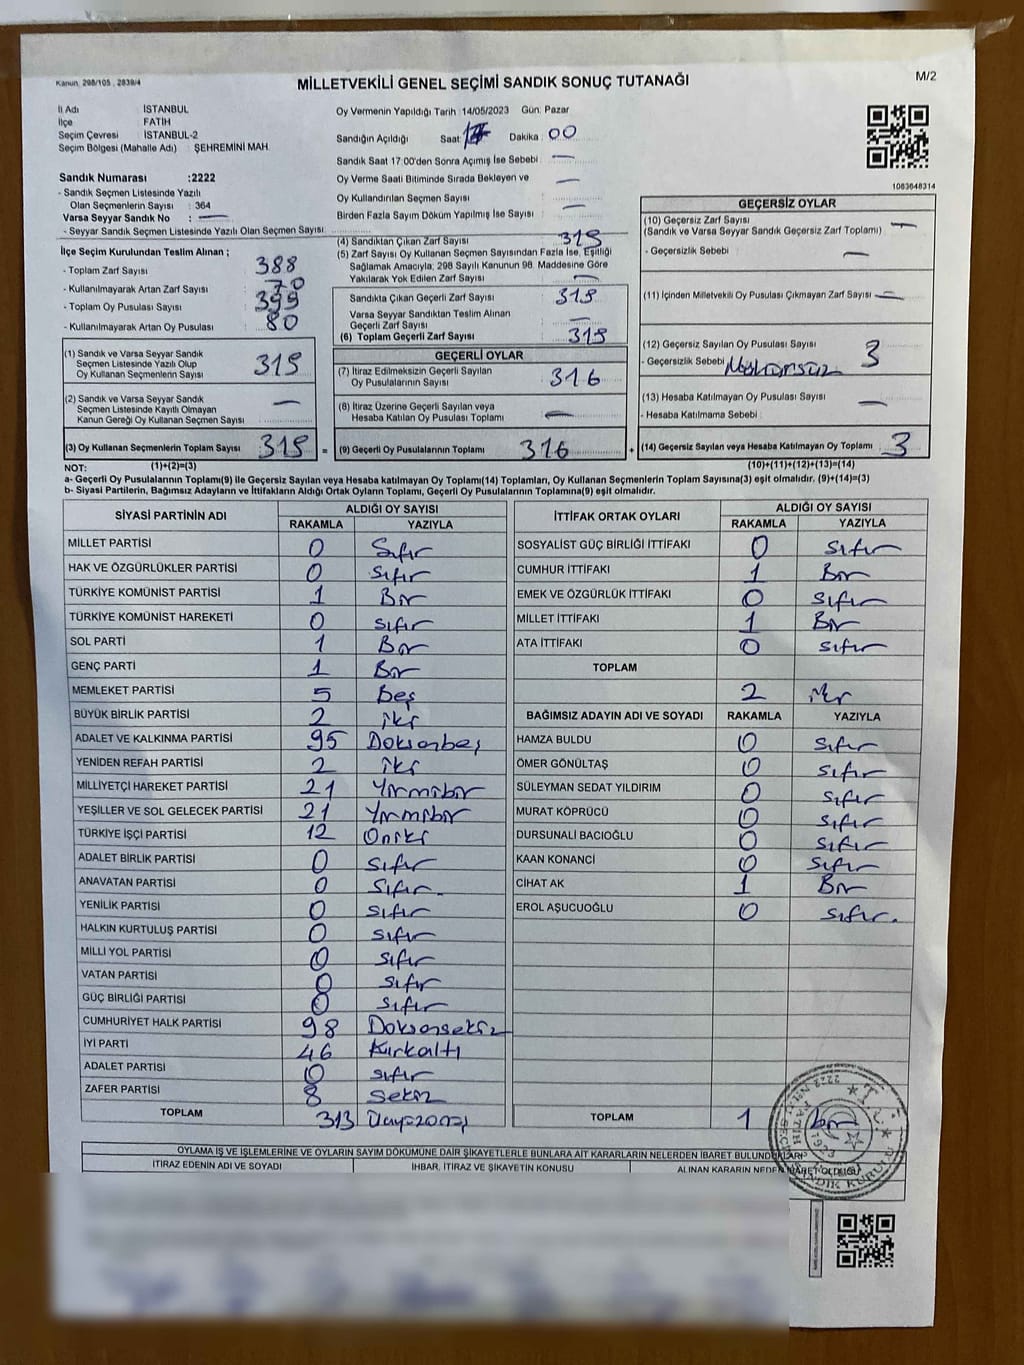 Kanun. 298/105 , 2839/4
MİLLETVEKİLİ GENEL SEÇİMİ SANDIK SONUÇ TUTANAĞI
M/2
İl Adı İSTANBUL
İlçe FATİH
Seçim Çevresi İSTANBUL-2
Seçim Bölgesi (Mahalle Adı) : ŞEHREMİNİ MAH.
Oy Vermenin Yapıldığı Tarih :14/05/2023 Gün: Pazar
Sandığın Açıldığı Saat: Dakika: 00
Sandık Saat 17:00'den Sonra Açımış İse Sebebi : —
Oy Verme Saati Bitiminde Sırada Bekleyen ve
Oy Kullandırılan Seçmen Sayısı : —
Birden Fazla Sayım Döküm Yapılmış İse Sayısı : —
1083648314
Sandık Numarası :2222
- Sandık Seçmen Listesinde Yazılı
Olan Seçmenlerin Sayısı : 364
Varsa Seyyar Sandık No : —
- Seyyar Sandık Seçmen Listesinde Yazılı Olan Seçmen Sayısı:
İlçe Seçim Kurulundan Teslim Alınan ;
- Toplam Zarf Sayısı : 388
- Kullanılmayarak Artan Zarf Sayısı : 70
- Toplam Oy Pusulası Sayısı : 399
- Kullanılmayarak Artan Oy Pusulası : 80
(1) Sandık ve Varsa Seyyar Sandık
Seçmen Listesinde Yazılı Olup
Oy Kullanan Seçmenlerin Sayısı : 319
(2) Sandık ve Varsa Seyyar Sandık
Seçmen Listesinde Kayıtlı Olmayan
Kanun Gereği Oy Kullanan Seçmen Sayısı : —
(3) Oy Kullanan Seçmenlerin Toplam Sayısı : 319 =
(4) Sandıktan Çıkan Zarf Sayısı : 319
(5) Zarf Sayısı Oy Kullanan Seçmen Sayısından Fazla İse, Eşitliği
Sağlamak Amacıyla, 298 Sayılı Kanunun 98. Maddesine Göre
Yakılarak Yok Edilen Zarf Sayısı : —
Sandıkta Çıkan Geçerli Zarf Sayısı : 319
Varsa Seyyar Sandıktan Teslim Alınan
Geçerli Zarf Sayısı : —
(6) Toplam Geçerli Zarf Sayısı : 319
GEÇERLİ OYLAR
(7) İtiraz Edilmeksizin Geçerli Sayılan
Oy Pusulalarının Sayısı : 316
(8) İtiraz Üzerine Geçerli Sayılan veya
Hesaba Katılan Oy Pusulası Toplamı : —
(9) Geçerli Oy Pusulalarının Toplamı : 316 +
GEÇERSİZ OYLAR
(10) Geçersiz Zarf Sayısı : —
(Sandık ve Varsa Seyyar Sandık Geçersiz Zarf Toplamı)
- Geçersizlik Sebebi : —
(11) İçinden Milletvekili Oy Pusulası Çıkmayan Zarf Sayısı : —
(12) Geçersiz Sayılan Oy Pusulası Sayısı : 3
- Geçersizlik Sebebi : Mühürsüz
(13) Hesaba Katılmayan Oy Pusulası Sayısı : —
- Hesaba Katılmama Sebebi :
(14) Geçersiz Sayılan veya Hesaba Katılmayan Oy Toplamı : 3
NOT: (1)+(2)=(3) (10)+(11)+(12)+(13)=(14)
a- Geçerli Oy Pusulalarının Toplamı(9) ile Geçersiz Sayılan veya Hesaba katılmayan Oy Toplamı(14) Toplamları, Oy Kullanan Seçmenlerin Toplam Sayısına(3) eşit olmalıdır. (9)+(14)=(3)
b- Siyasi Partilerin, Bağımsız Adayların ve İttifakların Aldığı Ortak Oyların Toplamı, Geçerli Oy Pusulalarının Toplamına(9) eşit olmalıdır.
SİYASİ PARTİNİN ADI ALDIĞI OY SAYISI
RAKAMLA YAZIYLA
MİLLET PARTİSİ 0 Sıfır
HAK VE ÖZGÜRLÜKLER PARTİSİ 0 sıfır
TÜRKİYE KOMÜNİST PARTİSİ 1 Bir
TÜRKİYE KOMÜNİST HAREKETİ 0 sıfır
SOL PARTİ 1 Bir
GENÇ PARTİ 1 Bir
MEMLEKET PARTİSİ 5 Beş
BÜYÜK BİRLİK PARTİSİ 2 iki
ADALET VE KALKINMA PARTİSİ 95 Doksanbeş
YENİDEN REFAH PARTİSİ 2 iki
MİLLİYETÇİ HAREKET PARTİSİ 21 Yirmibir
YEŞİLLER VE SOL GELECEK PARTİSİ 21 Yirmibir
TÜRKİYE İŞÇİ PARTİSİ 12 Oniki
ADALET BİRLİK PARTİSİ 0 sıfır
ANAVATAN PARTİSİ 0 sıfır.
YENİLİK PARTİSİ 0 sıfır
HALKIN KURTULUŞ PARTİSİ 0 sıfır
MİLLİ YOL PARTİSİ 0 sıfır
VATAN PARTİSİ 0 sıfır
GÜÇ BİRLİĞİ PARTİSİ 0 sıfır
CUMHURİYET HALK PARTİSİ 98 Doksansekiz
İYİ PARTİ 46 Kırkaltı
ADALET PARTİSİ 0 sıfır
ZAFER PARTİSİ 8 sekiz
TOPLAM 313
İTTİFAK ORTAK OYLARI ALDIĞI OY SAYISI
RAKAMLA YAZIYLA
SOSYALİST GÜÇ BİRLİĞİ İTTİFAKI 0 sıfır
CUMHUR İTTİFAKI 1 Bir
EMEK VE ÖZGÜRLÜK İTTİFAKI 0 sıfır
MİLLET İTTİFAKI 1 Bir
ATA İTTİFAKI 0 sıfır
TOPLAM
2
BAĞIMSIZ ADAYIN ADI VE SOYADI RAKAMLA YAZIYLA
HAMZA BULDU 0 sıfır
ÖMER GÖNÜLTAŞ 0 sıfır
SÜLEYMAN SEDAT YILDIRIM 0 sıfır
MURAT KÖPRÜCÜ 0 sıfır
DURSUNALİ BACIOĞLU 0 sıfır
KAAN KONANCİ 0 sıfır
CİHAT AK 1 Bir
EROL AŞUCUOĞLU 0 sıfır.
TOPLAM 1 bir
OYLAMA İŞ VE İŞLEMLERİNE VE OYLARIN SAYIM DÖKÜMÜNE DAİR ŞİKAYETLERLE BUNLARA AİT KARARLARIN NELERDEN İBARET BULUNDUKLARI
İTİRAZ EDENİN ADI VE SOYADI İHBAR, İTİRAZ VE ŞİKAYETİN KONUSU ALINAN KARARIN NEDEN İBARET OLDUĞU